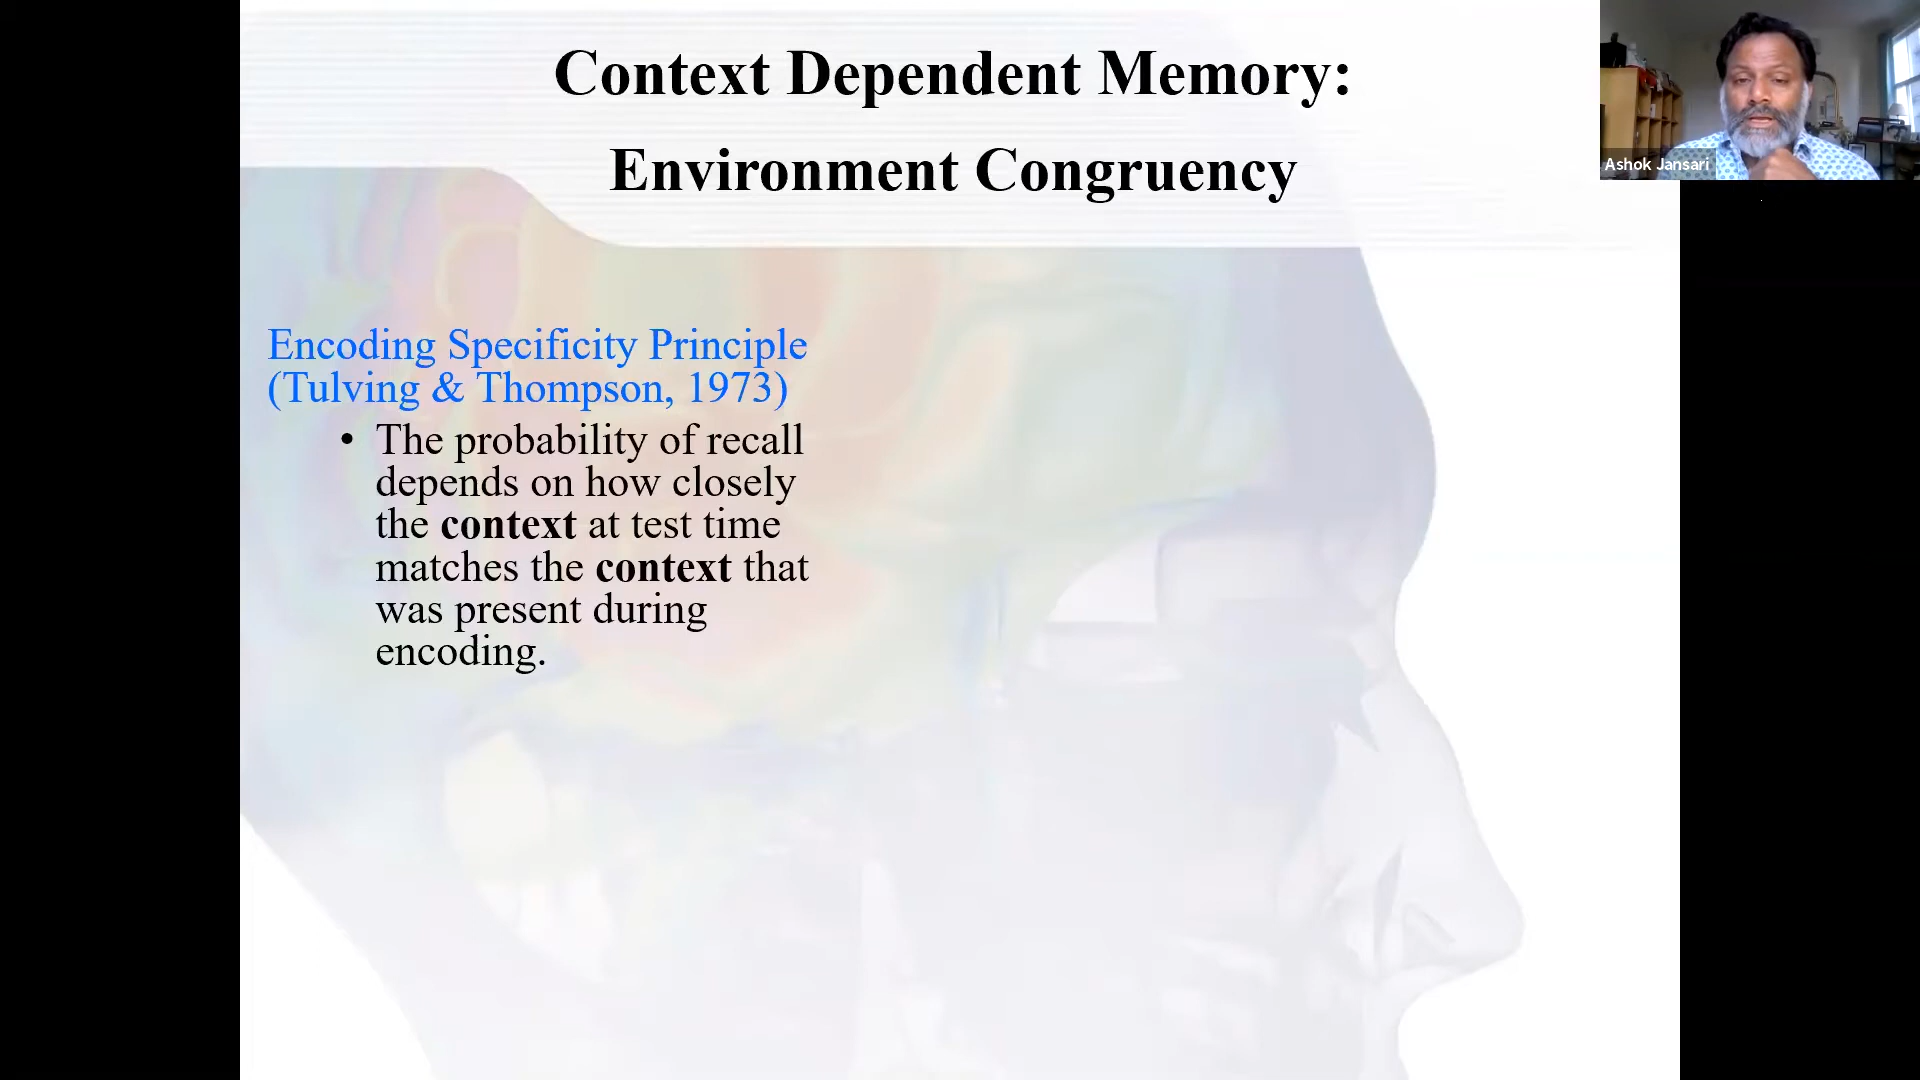 Context Dependent Memory:
Environment Congruency
Ashok Jansari
Encoding Specificity Principle
(Tulving & Thompson, 1973)
• The probability of recall
depends on how closely
the context at test time
matches the context that
was present during
encoding.